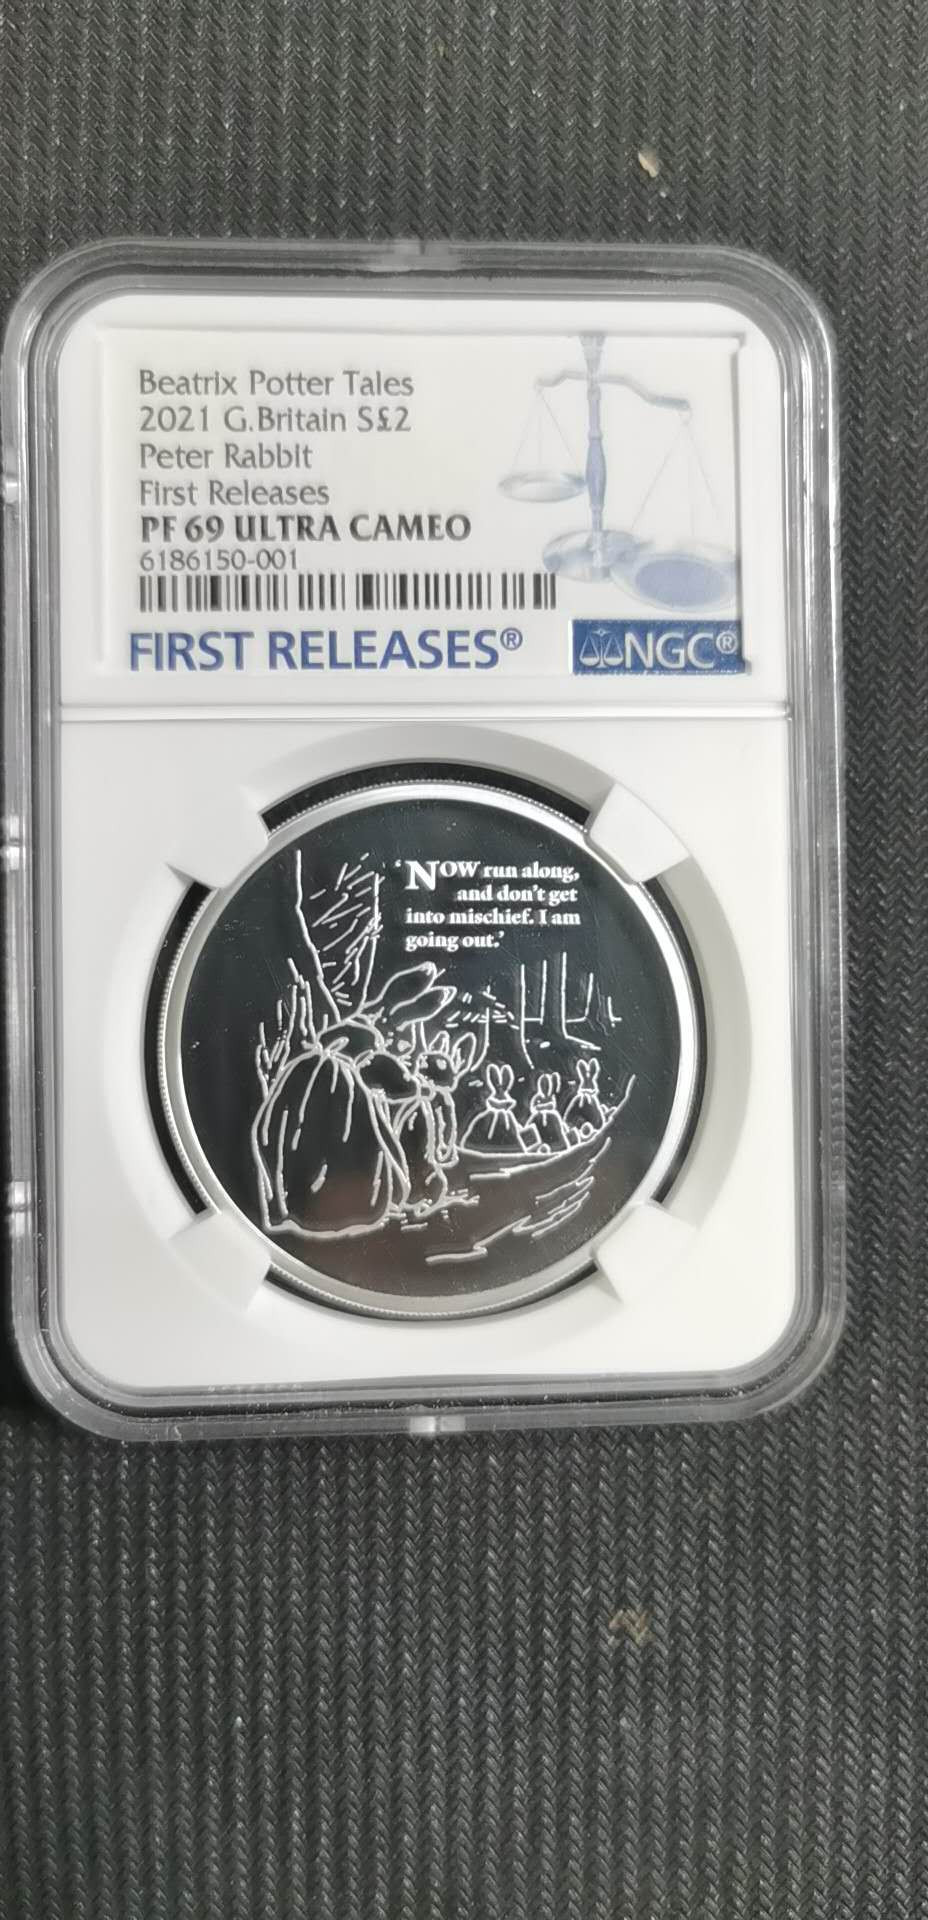 Beatrix Potter Tales
2021 G.Britain S£2
Peter Rabbit
First Releases
PF 69 ULTRA CAMEO
6186150-001
FIRST RELEASES®
NGC®
‘NOW run along,
and don't get
into mischief. I am
going out.’